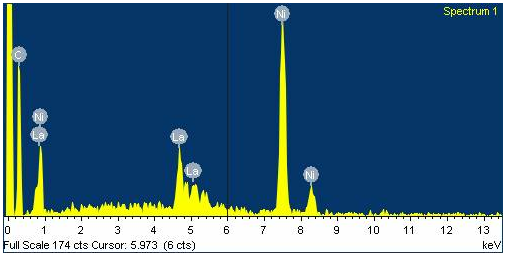 Spectrum 1
Ni
C
Ni
La
La
La
Ni
0 1 2 3 4 5 6 7 8 9 10 11 12 13
Full Scale 174 cts Cursor: 5.973 (6 cts) keV